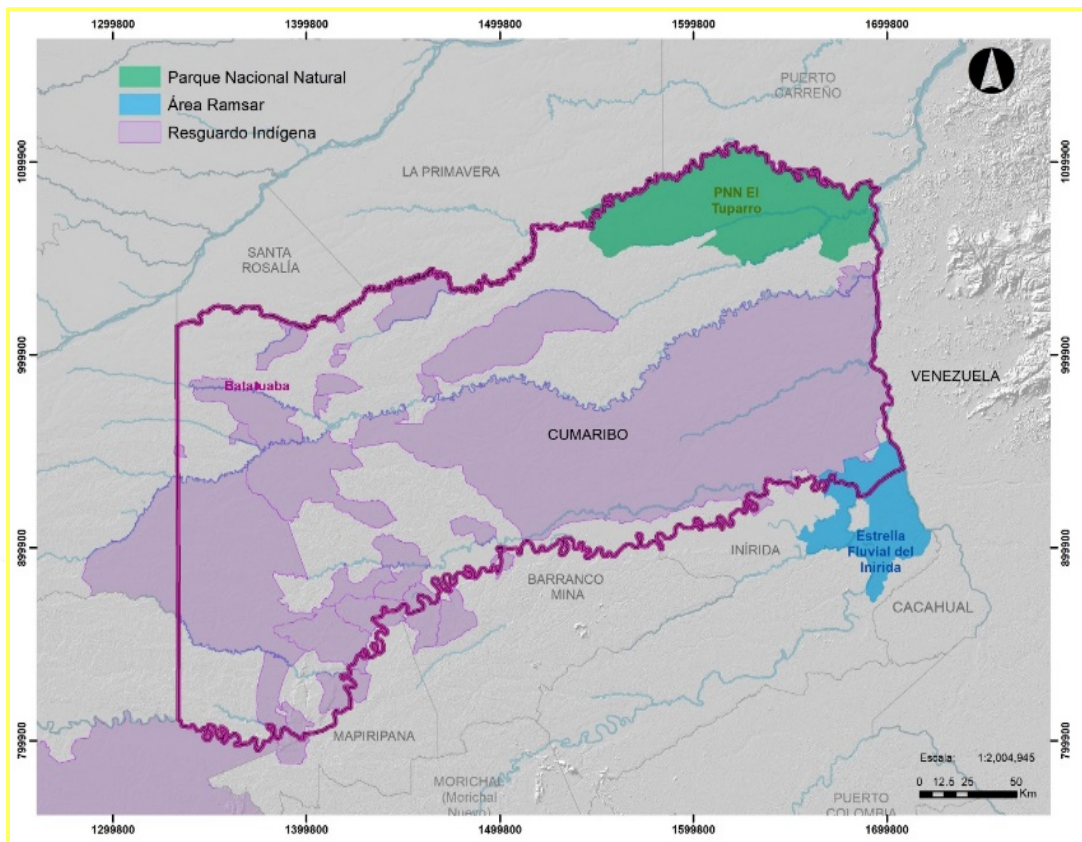 1299800 1399800 1499800 1599800 1699800
Parque Nacional Natural
Área Ramsar
Resguardo Indígena
PUERTO
CARREÑO
1099900
1099900
LA PRIMAVERA
PNN El
Tuparro
SANTA
ROSALÍA
999900
999900
VENEZUELA
CUMARIBO
899900
899900
Estrella
Fluvial del
Inírida
INÍRIDA
BARRANCO
MINA
CACAHUAL
799900
799900
MAPIRIPANA
Escala: 1:2,004,945
0 12.5 25 50
Km
MORICHAL
(Morichal
Nuevo)
PUERTO
COLOMBIA
1299800 1399800 1499800 1599800 1699800